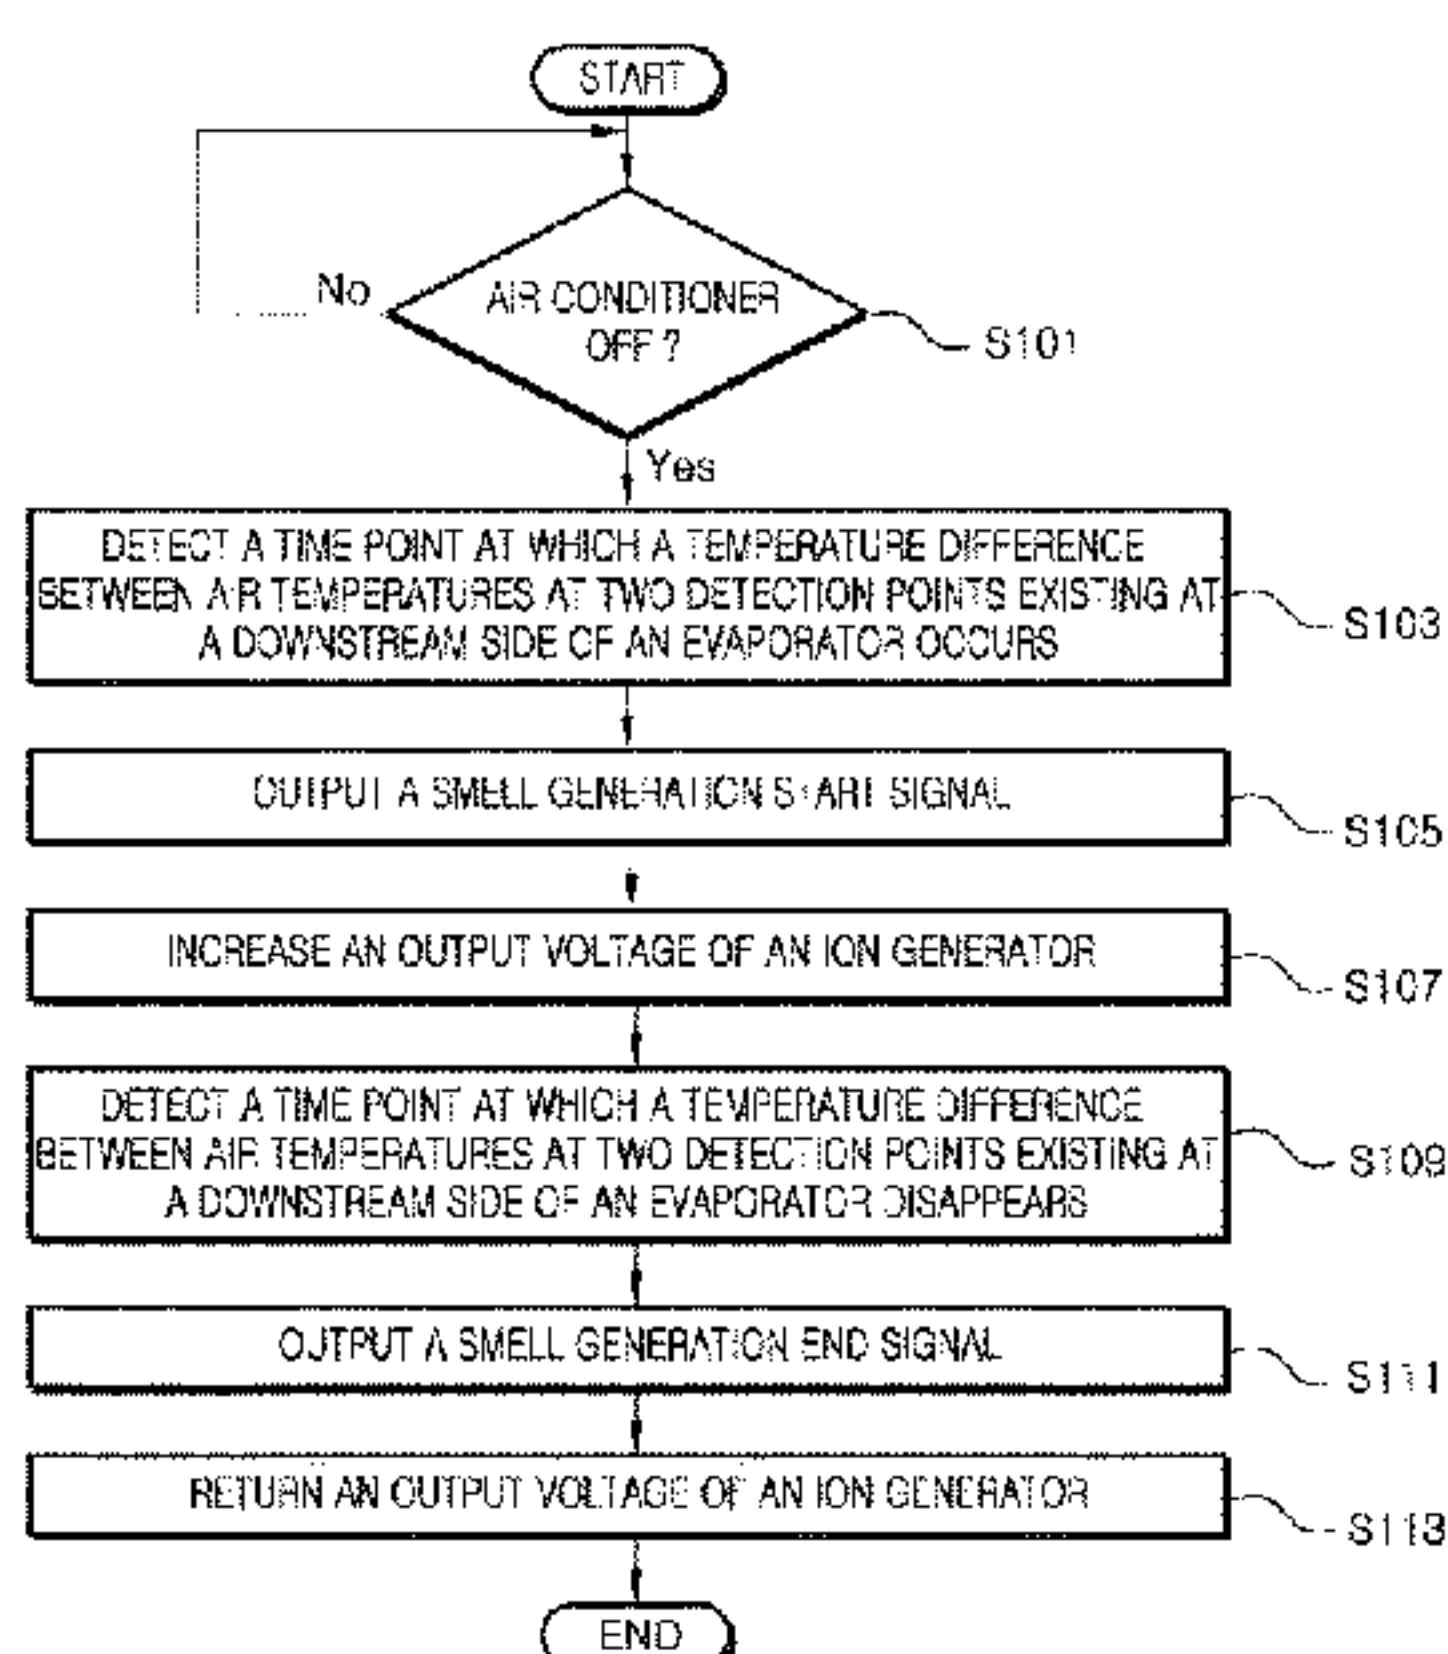 START
No
AIR CONDITIONER
OFF ?
S101
Yes
DETECT A TIME POINT AT WHICH A TEMPERATURE DIFFERENCE
BETWEEN AIR TEMPERATURES AT TWO DETECTION POINTS EXISTING AT
A DOWNSTREAM SIDE OF AN EVAPORATOR OCCURS
S103
OUTPUT A SMELL GENERATION START SIGNAL
S105
INCREASE AN OUTPUT VOLTAGE OF AN ION GENERATOR
S107
DETECT A TIME POINT AT WHICH A TEMPERATURE DIFFERENCE
BETWEEN AIR TEMPERATURES AT TWO DETECTION POINTS EXISTING AT
A DOWNSTREAM SIDE OF AN EVAPORATOR DISAPPEARS
S109
OUTPUT A SMELL GENERATION END SIGNAL
S111
RETURN AN OUTPUT VOLTAGE OF AN ION GENERATOR
S113
END